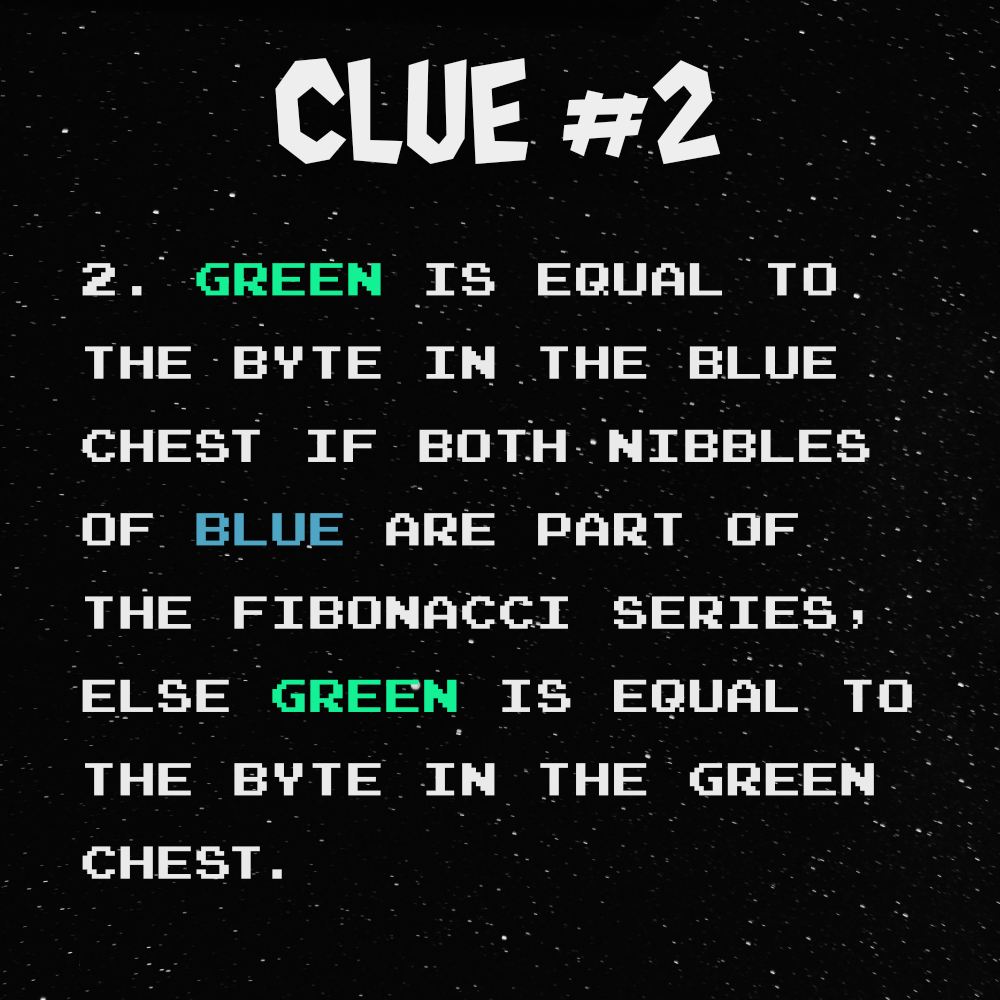 CLUE #2
2. GREEN IS EQUAL TO
THE BYTE IN THE BLUE
CHEST IF BOTH NIBBLES
OF BLUE ARE PART OF
THE FIBONACCI SERIES,
ELSE GREEN IS EQUAL TO
THE BYTE IN THE GREEN
CHEST.